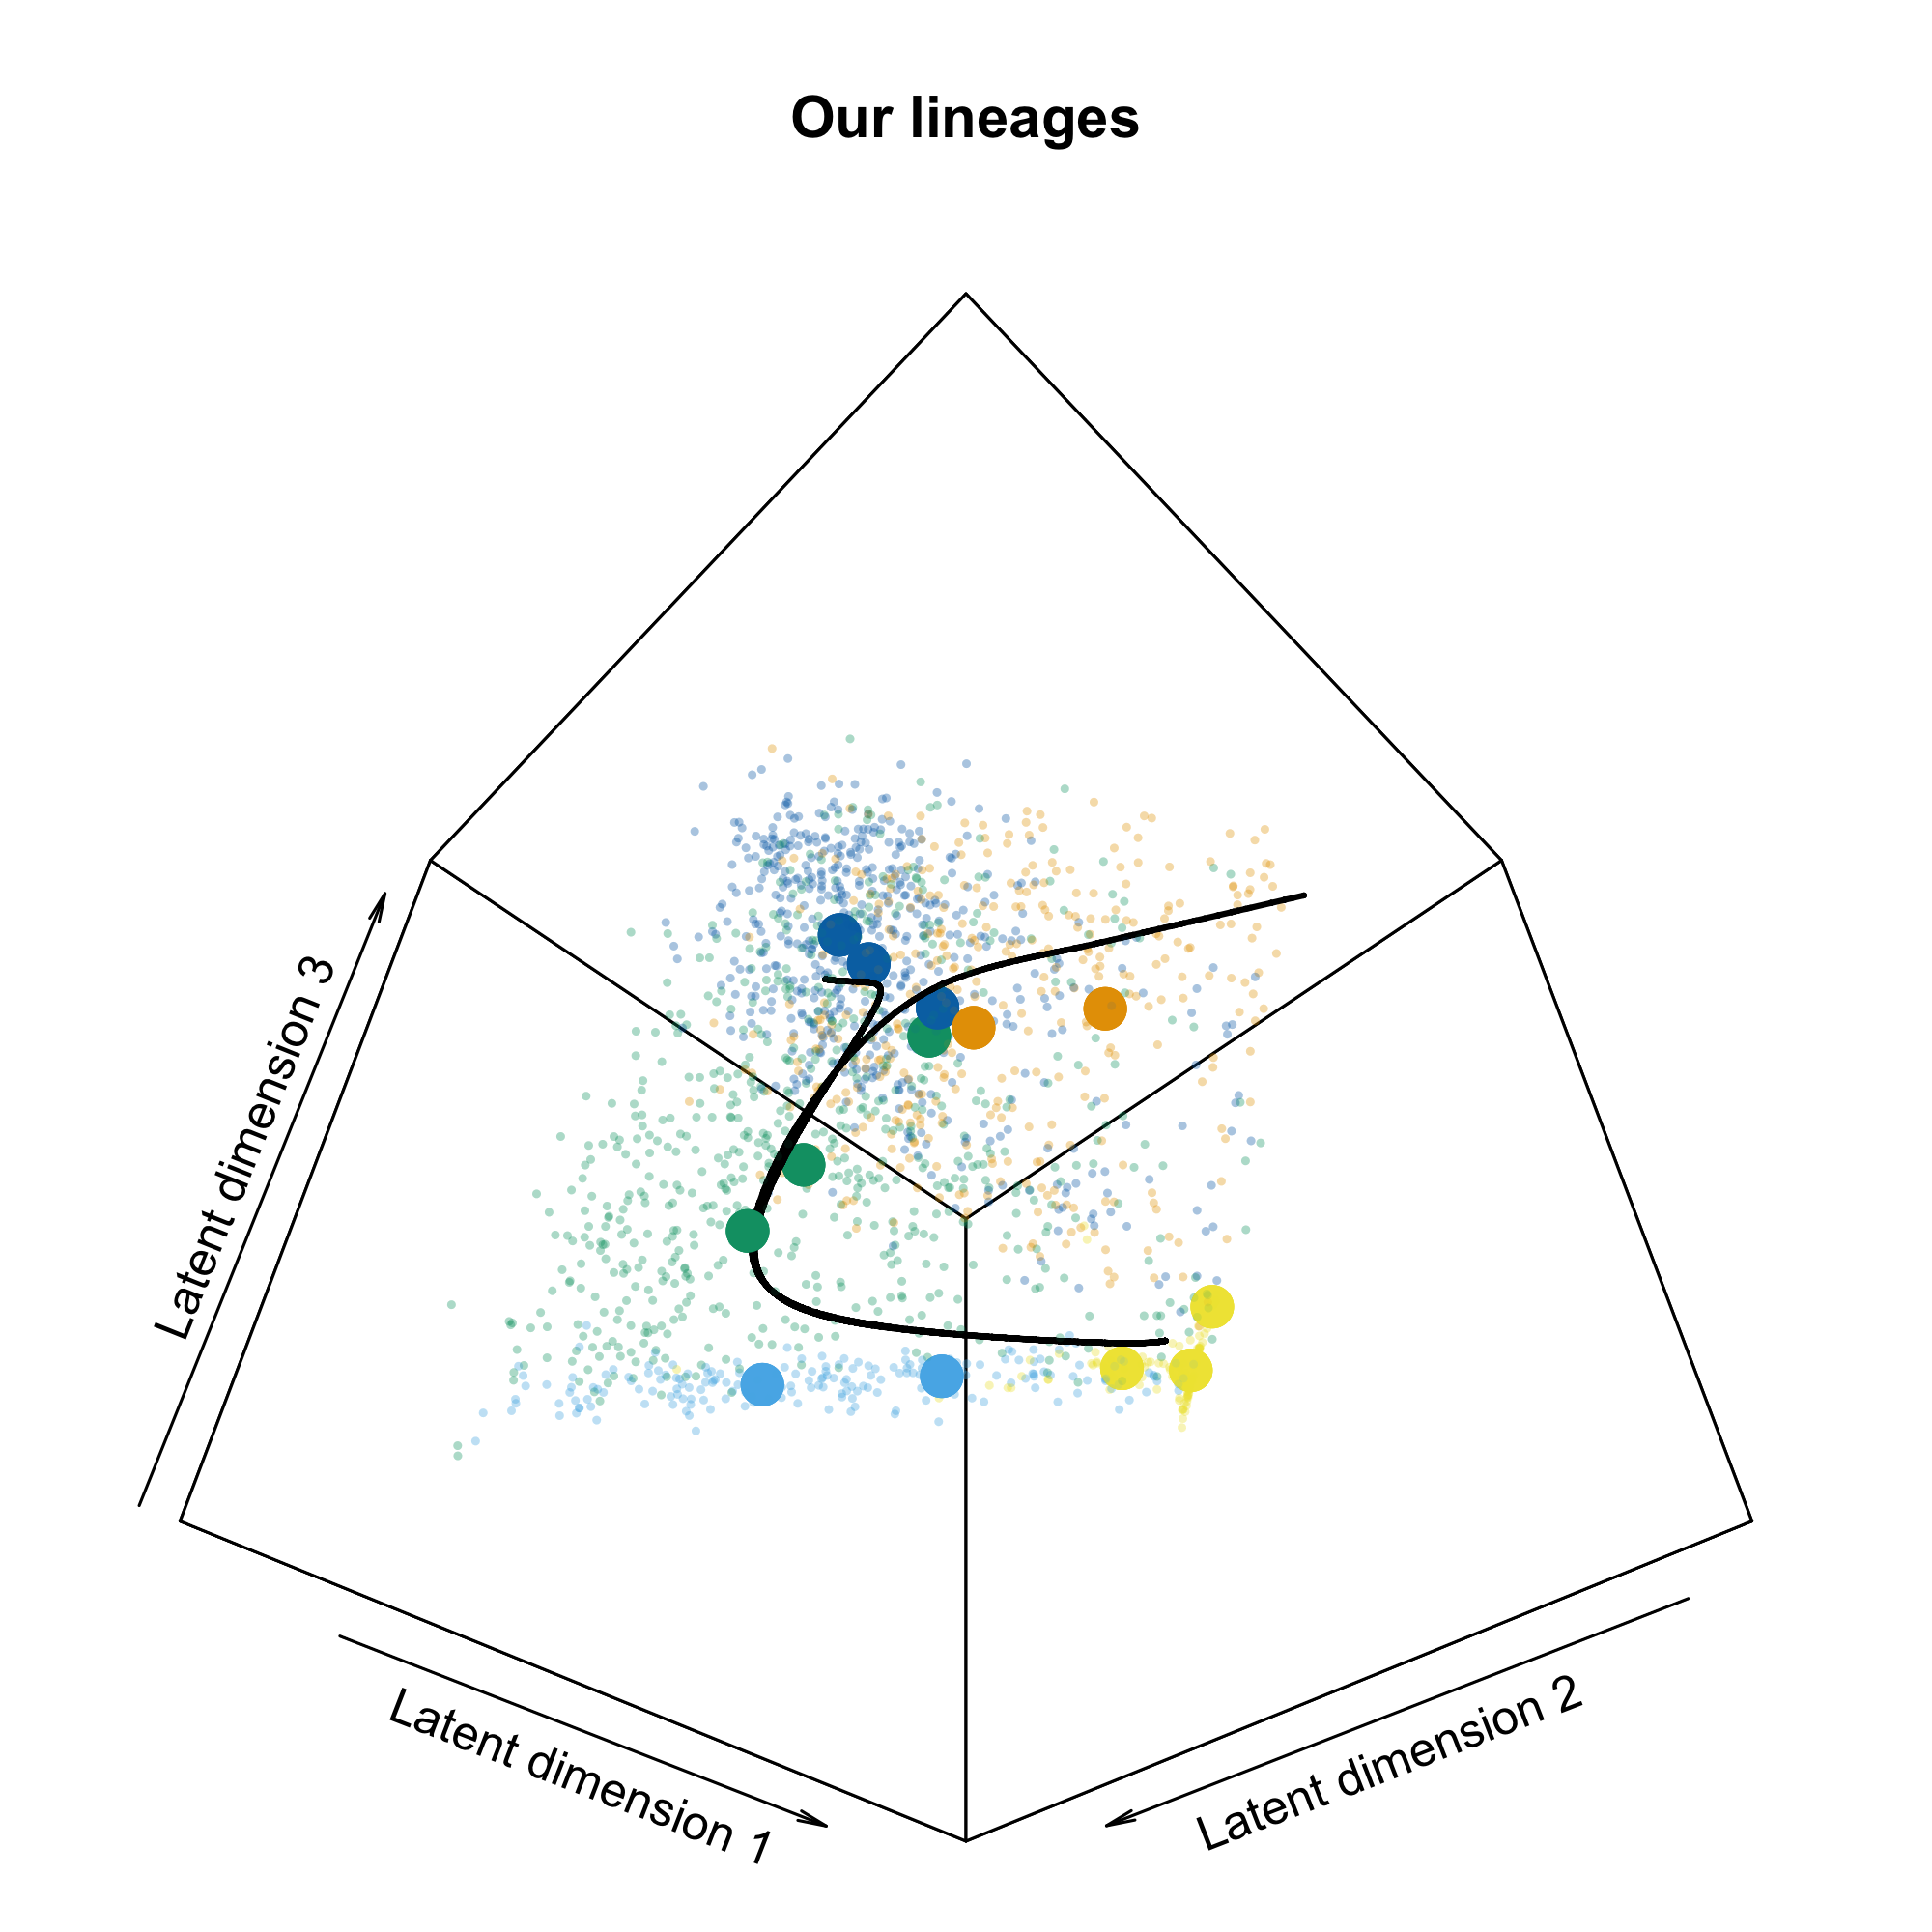 Our lineages
Latent dimension 3
Latent dimension 1
Latent dimension 2